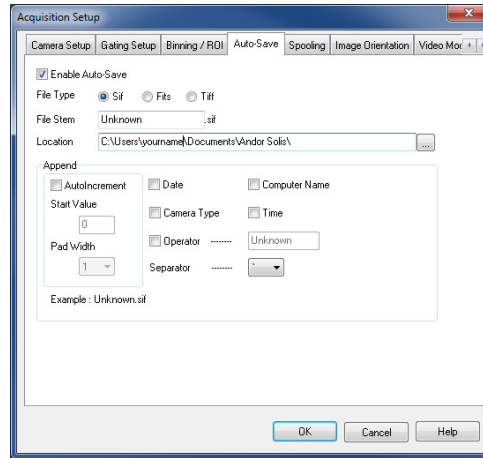 Acquisition Setup
Camera Setup Gating Setup Binning / ROI Auto-Save Spooling Image Orientation Video
Enable Auto-Save
File Type Sif Fits Tiff
File Stem Unknown .sif
Location C:\Users\yourname\Documents\Andor Solis\ ...
Append
AutoIncrement Date Computer Name
Start Value
0 Camera Type Time
Pad Width Operator -------- Unknown
1 Separator --------
Example : Unknown.sif
OK Cancel Help